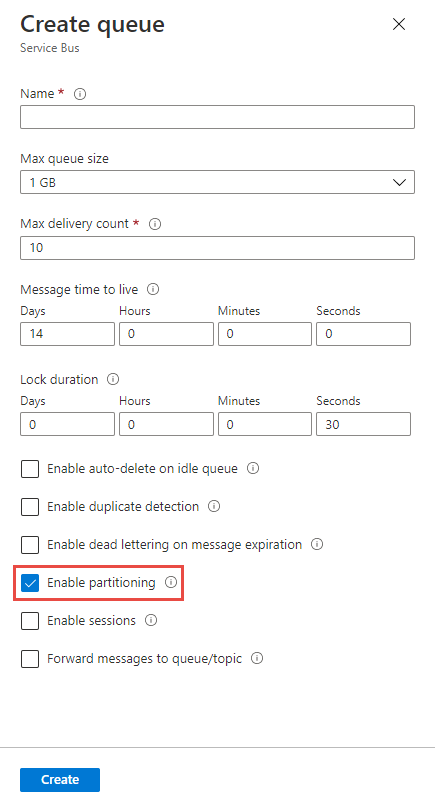 Create queue
Service Bus
Name *
Max queue size
1 GB
Max delivery count *
10
Message time to live
Days Hours Minutes Seconds
14 0 0 0
Lock duration
Days Hours Minutes Seconds
0 0 0 30
Enable auto-delete on idle queue
Enable duplicate detection
Enable dead lettering on message expiration
Enable partitioning
Enable sessions
Forward messages to queue/topic
Create